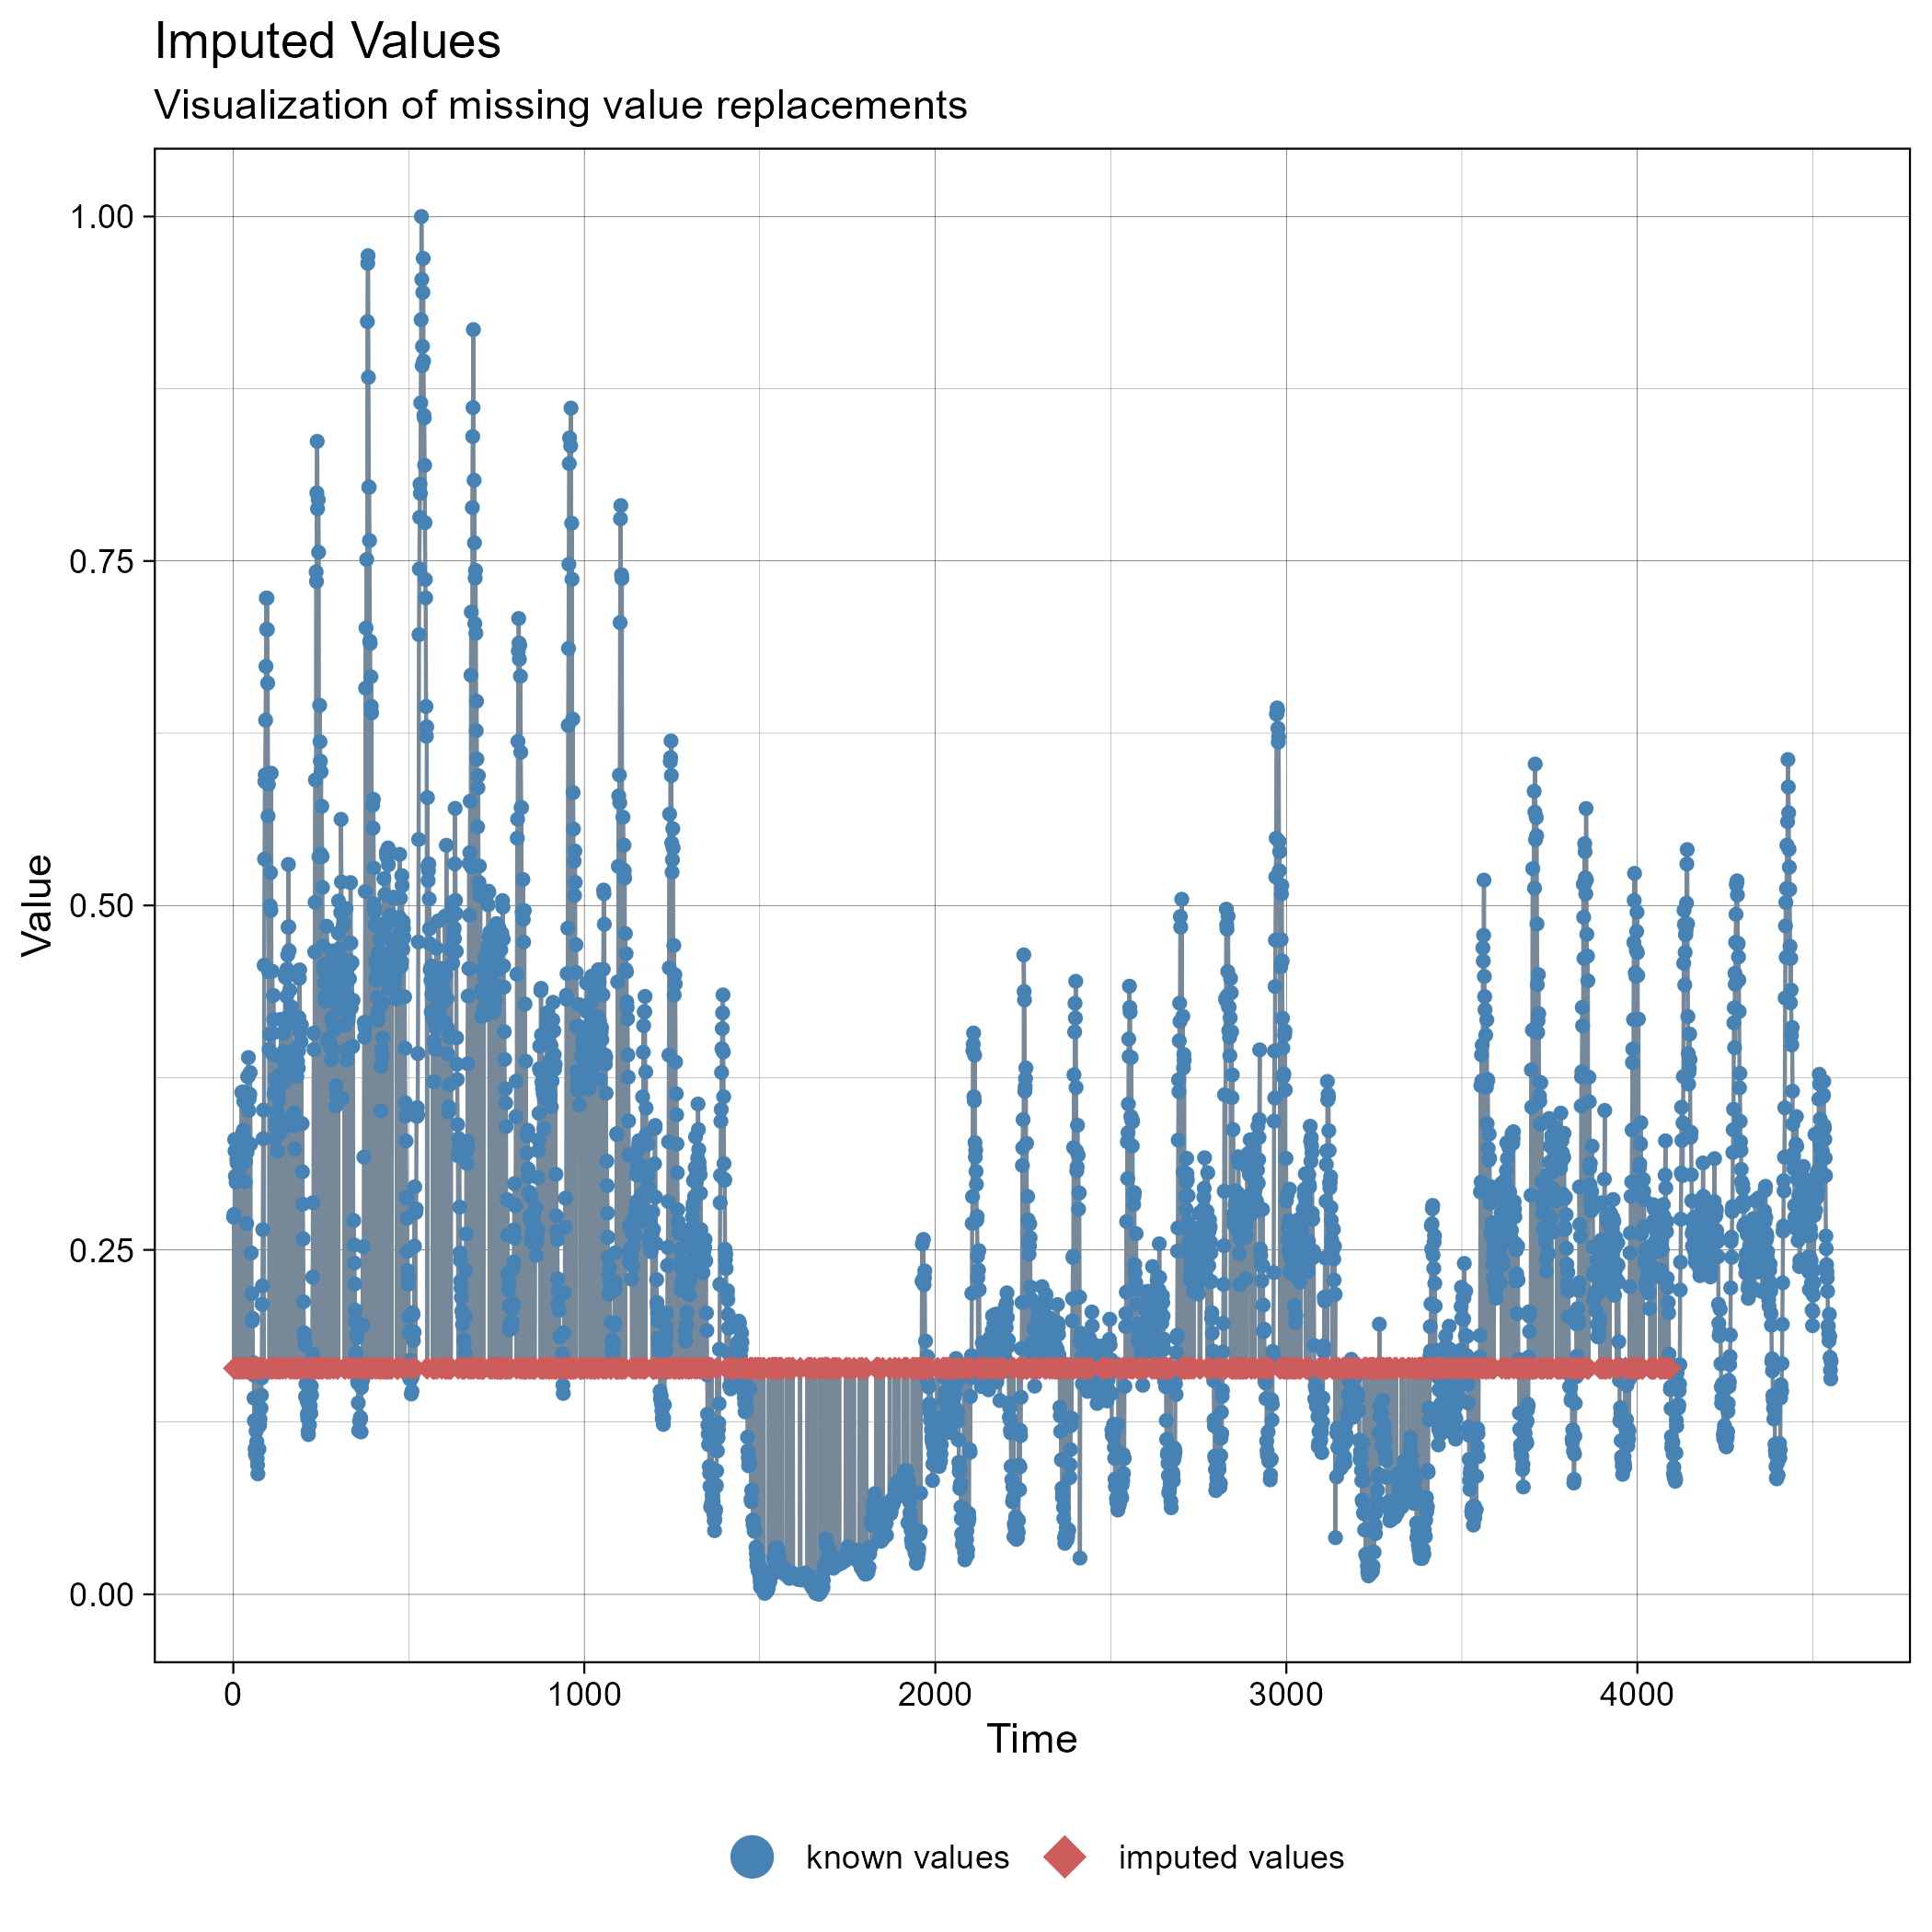 Imputed Values
Visualization of missing value replacements
1.00
0.75
0.50
0.25
0.00
Value
0 1000 2000 3000 4000
Time
known values imputed values